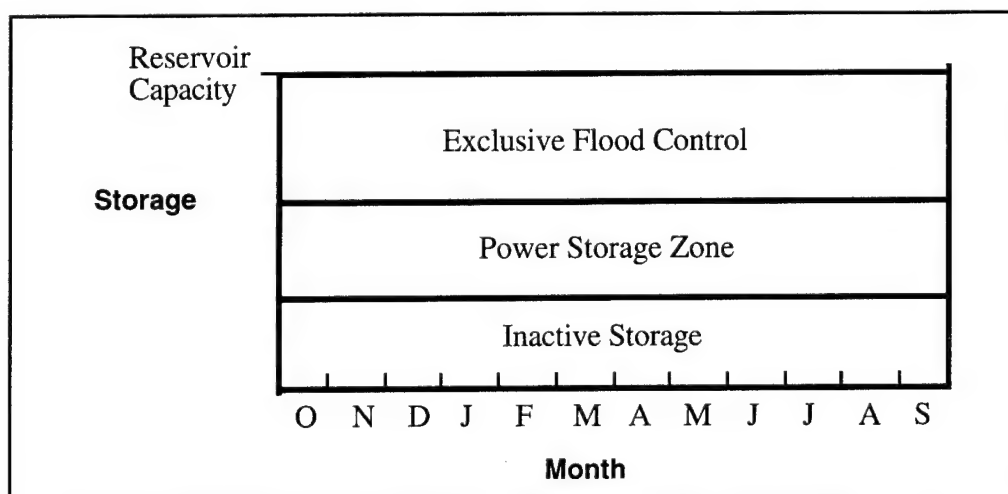 Reservoir
Capacity
Exclusive Flood Control
Storage
Power Storage Zone
Inactive Storage
O N D J F M A M J J A S
Month